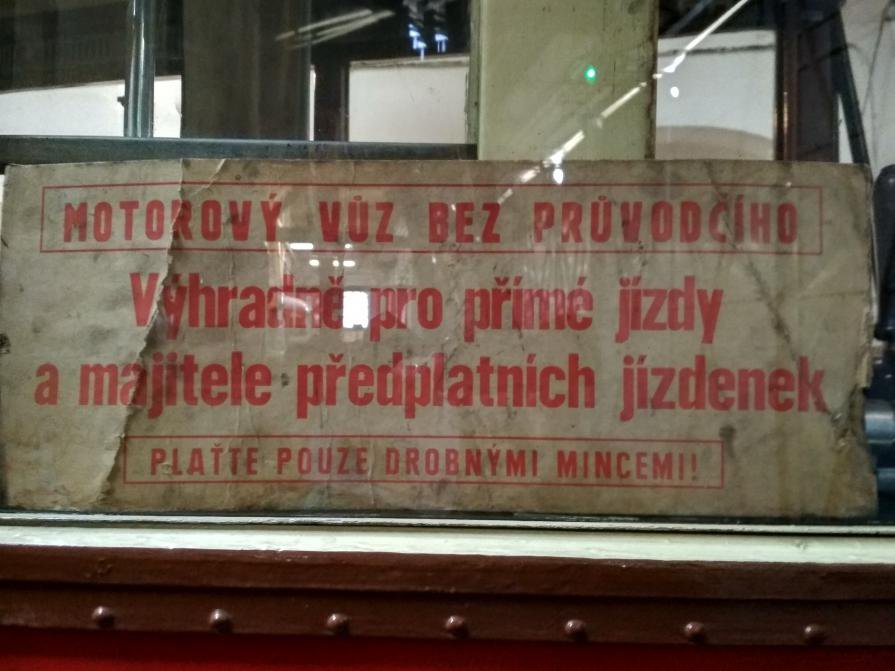 MOTOROVÝ VŮZ BEZ PRŮVODČÍHO
Výhradně pro přímé jízdy
a majitele předplatních jízdenek
PLAŤTE POUZE DROBNÝMI MINCEMI!